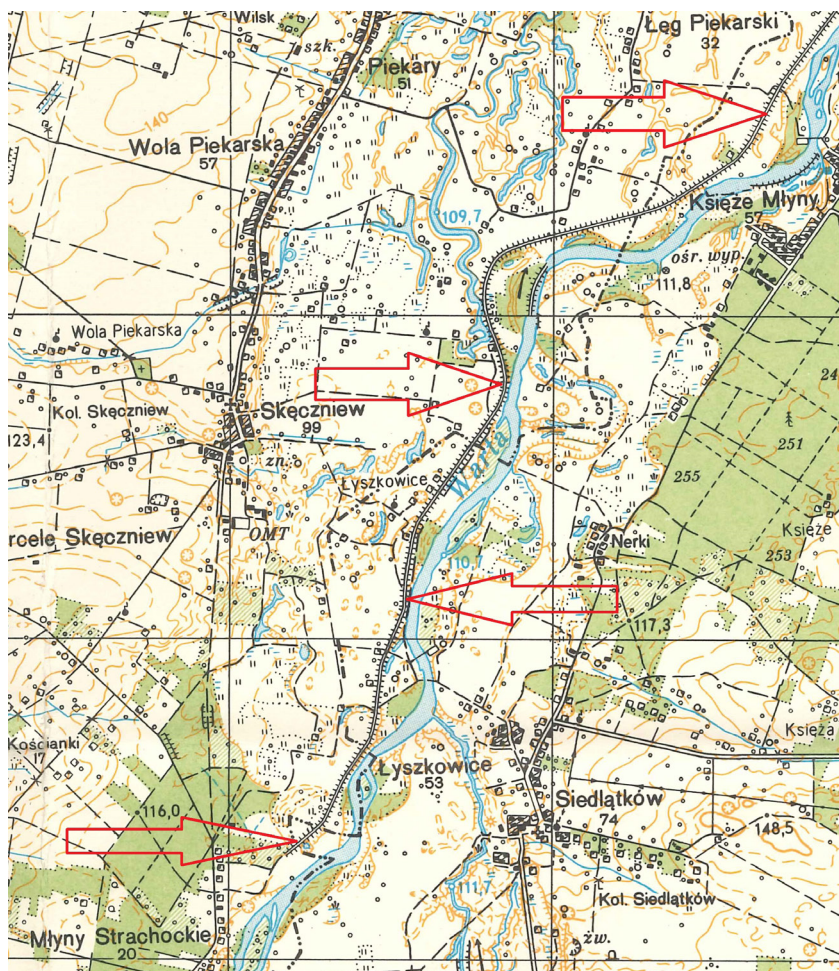 Wilsk
szk.
Piekary
51
Łęg Piekarski
32
140
Wola Piekarska
57
109,7
Księże Młyny
57
ośr. wyp.
111,8
Wola Piekarska
Kol. Skęczniew
Skęczniew
99
123,4
zn.
Łyszkowice
Warta
251
255
OMT
rcele Skęczniew
Nerki
Księże
253
110,7
117,3
Kościanki
17
Łyszkowice
53
Księża
116,0
Siedlątków
74
148,5
111,7
Kol. Siedlątków
Młyny Strachockie
20
żw.